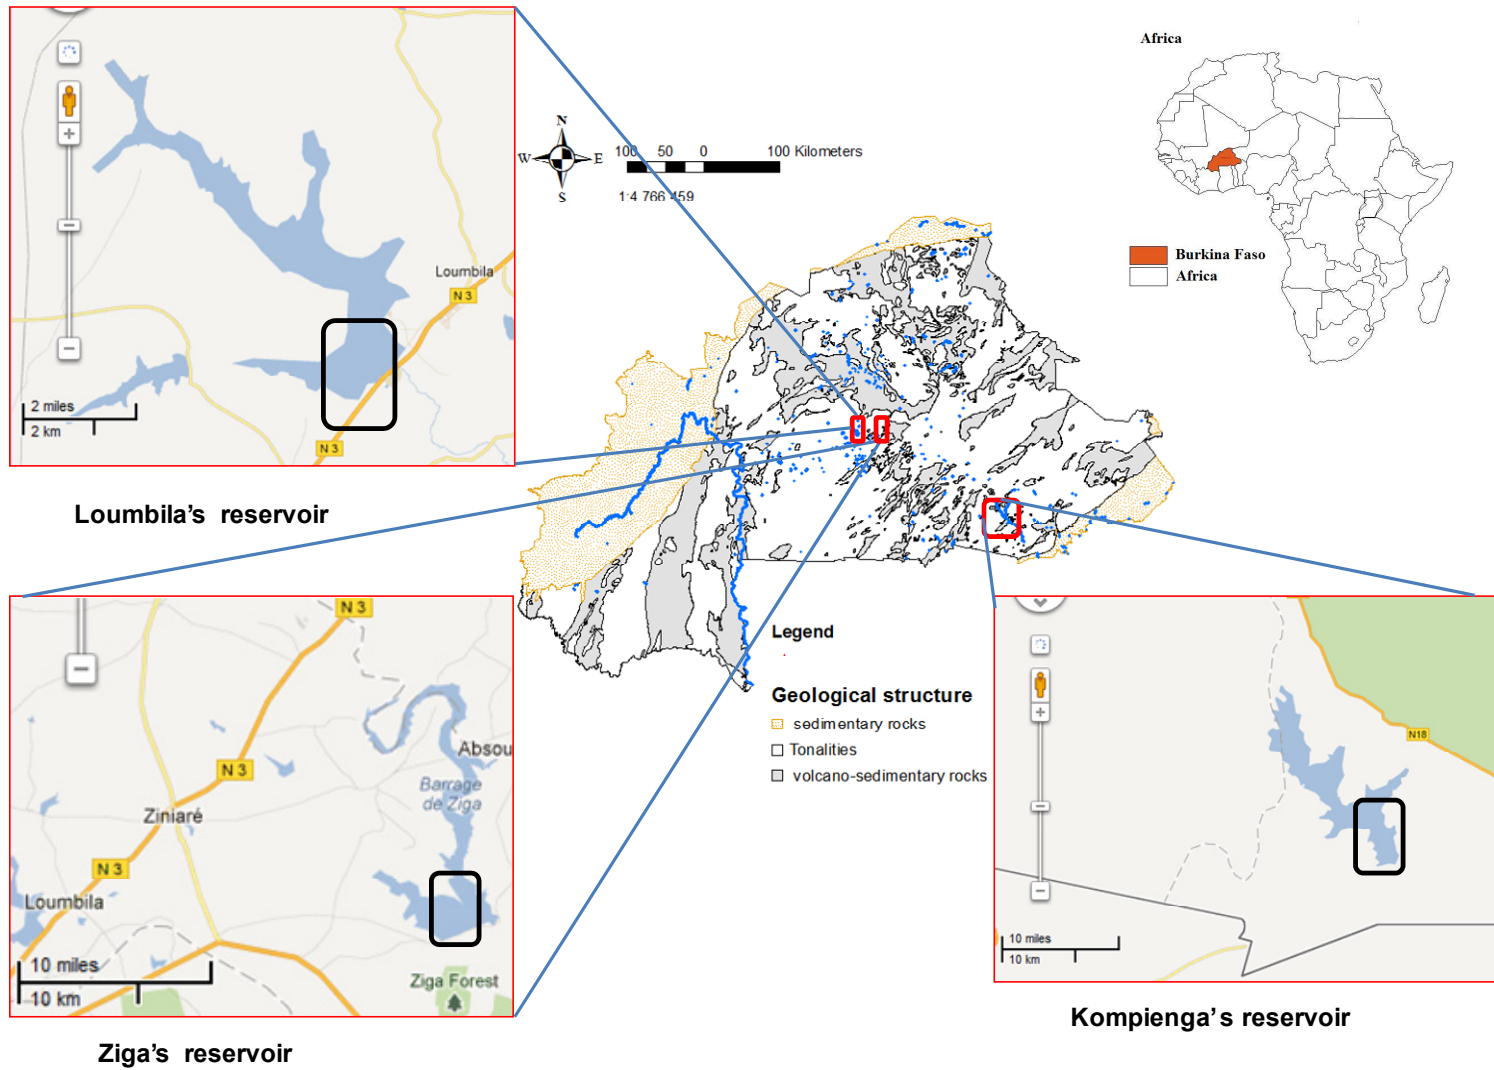 Africa
N
W E
S
100 50 0 100 Kilometers
1:4 766 459
Burkina Faso
Africa
Loumbila
N 3
N 3
2 miles
2 km
Loumbila's reservoir
N 3
N 3
N 3
Absou
Barrage
de Ziga
Ziniaré
Loumbila
10 miles
10 km
Ziga Forest
Ziga's reservoir
Legend
Geological structure
sedimentary rocks
Tonalities
volcano-sedimentary rocks
N18
10 miles
10 km
Kompienga's reservoir